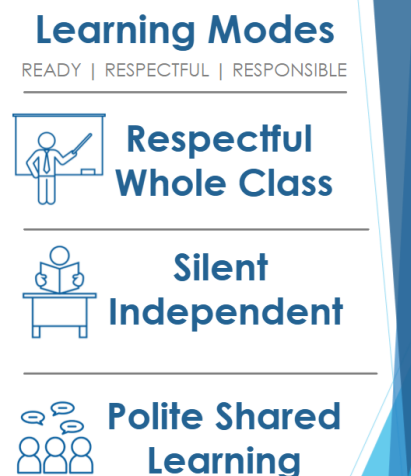 Learning Modes
READY | RESPECTFUL | RESPONSIBLE
Respectful
Whole Class
Silent
Independent
Polite Shared
Learning